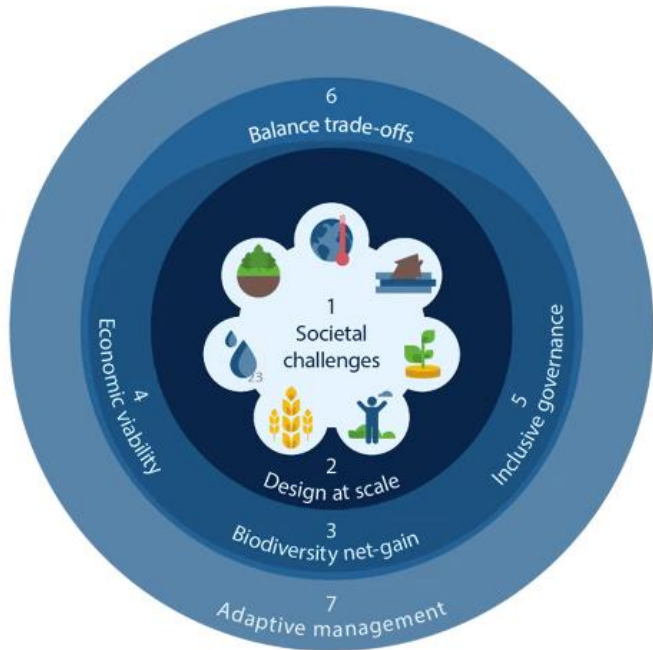 6
Balance trade-offs
1
Societal
challenges
23
4
Economic viability
5
Inclusive governance
2
Design at scale
3
Biodiversity net-gain
7
Adaptive management